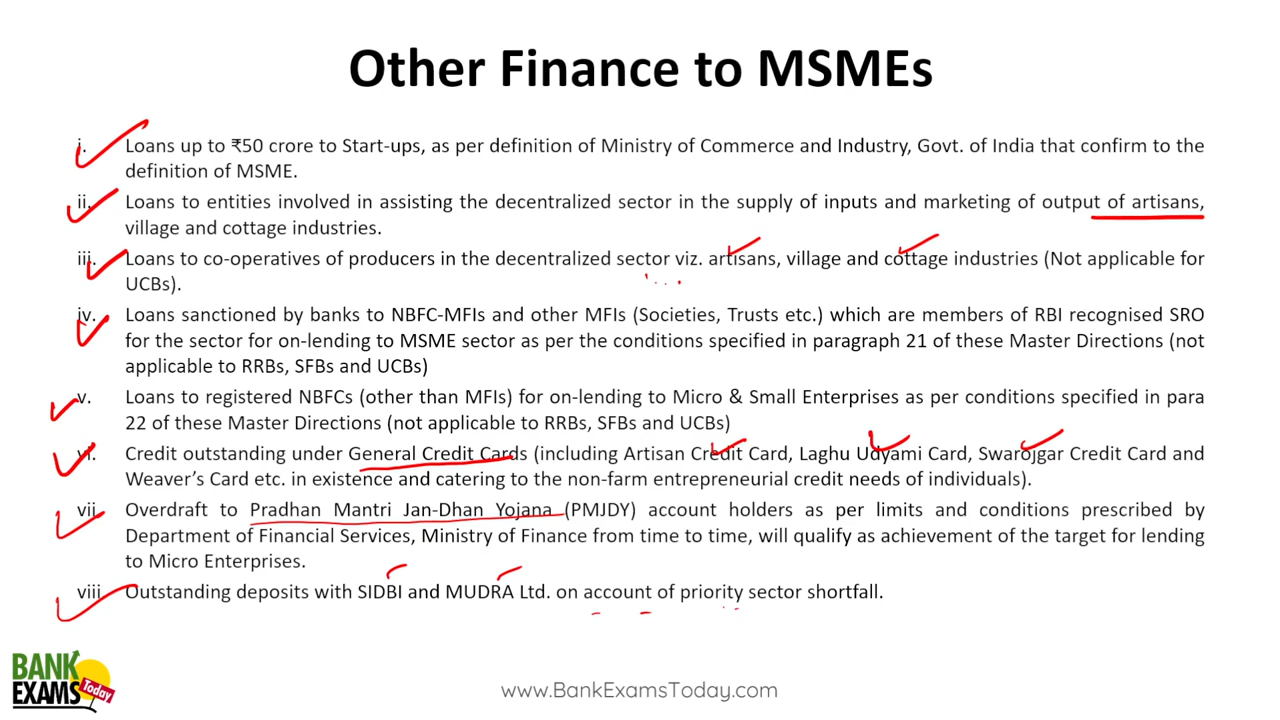 Other Finance to MSMEs
i. Loans up to ₹50 crore to Start-ups, as per definition of Ministry of Commerce and Industry, Govt. of India that confirm to the
definition of MSME.
ii. Loans to entities involved in assisting the decentralized sector in the supply of inputs and marketing of output of artisans,
village and cottage industries.
iii. Loans to co-operatives of producers in the decentralized sector viz. artisans, village and cottage industries (Not applicable for
UCBs).
iv. Loans sanctioned by banks to NBFC-MFIs and other MFIs (Societies, Trusts etc.) which are members of RBI recognised SRO
for the sector for on-lending to MSME sector as per the conditions specified in paragraph 21 of these Master Directions (not
applicable to RRBs, SFBs and UCBs)
v. Loans to registered NBFCs (other than MFIs) for on-lending to Micro & Small Enterprises as per conditions specified in para
22 of these Master Directions (not applicable to RRBs, SFBs and UCBs)
vi. Credit outstanding under General Credit Cards (including Artisan Credit Card, Laghu Udyami Card, Swarojgar Credit Card and
Weaver's Card etc. in existence and catering to the non-farm entrepreneurial credit needs of individuals).
vii. Overdraft to Pradhan Mantri Jan-Dhan Yojana (PMJDY) account holders as per limits and conditions prescribed by
Department of Financial Services, Ministry of Finance from time to time, will qualify as achievement of the target for lending
to Micro Enterprises.
viii. Outstanding deposits with SIDBI and MUDRA Ltd. on account of priority sector shortfall.
BANK
EXAMS Today
www.BankExamsToday.com